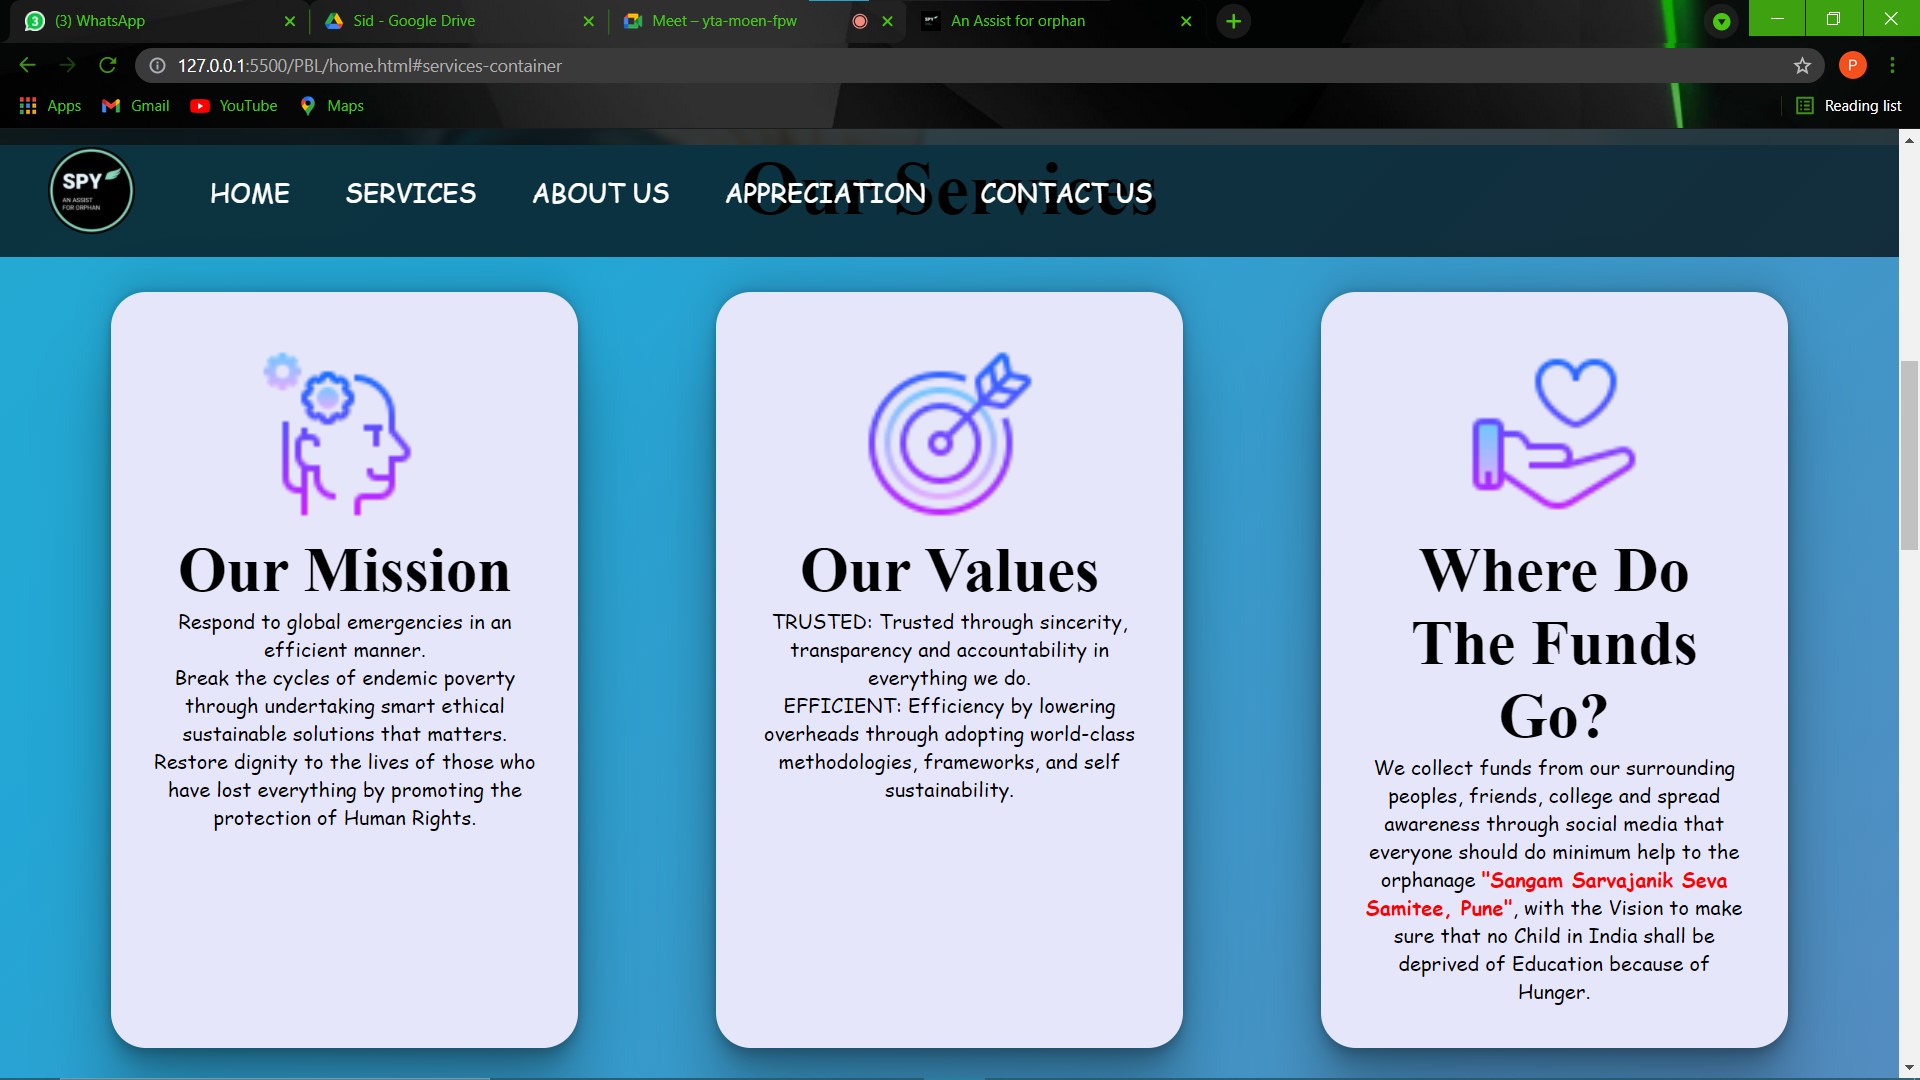 3
(3) WhatsApp
Sid - Google Drive
Meet – yta-moen-fpw
An Assist for orphan
127.0.0.1:5500/PBL/home.html#services-container
P
Apps
Gmail
YouTube
Maps
Reading list
SPY
AN ASSIST
FOR ORPHAN
HOME
SERVICES
ABOUT US
APPRECIATION
CONTACT US
Our Services
Our Mission
Respond to global emergencies in an
efficient manner.
Break the cycles of endemic poverty
through undertaking smart ethical
sustainable solutions that matters.
Restore dignity to the lives of those who
have lost everything by promoting the
protection of Human Rights.
Our Values
TRUSTED: Trusted through sincerity,
transparency and accountability in
everything we do.
EFFICIENT: Efficiency by lowering
overheads through adopting world-class
methodologies, frameworks, and self
sustainability.
Where Do
The Funds
Go?
We collect funds from our surrounding
peoples, friends, college and spread
awareness through social media that
everyone should do minimum help to the
orphanage "Sangam Sarvajanik Seva
Samitee, Pune", with the Vision to make
sure that no Child in India shall be
deprived of Education because of
Hunger.